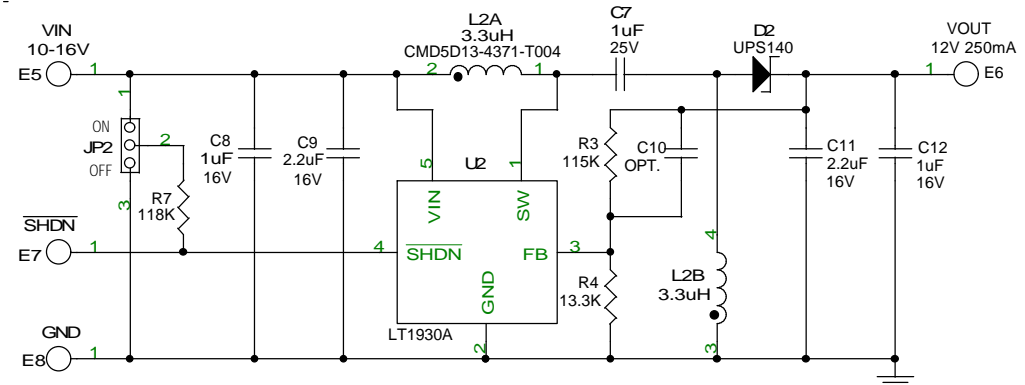 VIN
10-16V
E5
1
L2A
3.3uH
CMD5D13-4371-T004
2
1
C7
1uF
25V
D2
UPS140
VOUT
12V 250mA
1
E6
1
ON
JP2
OFF
2
3
C8
1uF
16V
C9
2.2uF
16V
R7
118K
5
U2
1
VIN
SW
R3
115K
C10
OPT.
C11
2.2uF
16V
C12
1uF
16V
SHDN
E7
1
4
SHDN
FB
3
GND
LT1930A
2
R4
13.3K
4
L2B
3.3uH
3
GND
E8
1